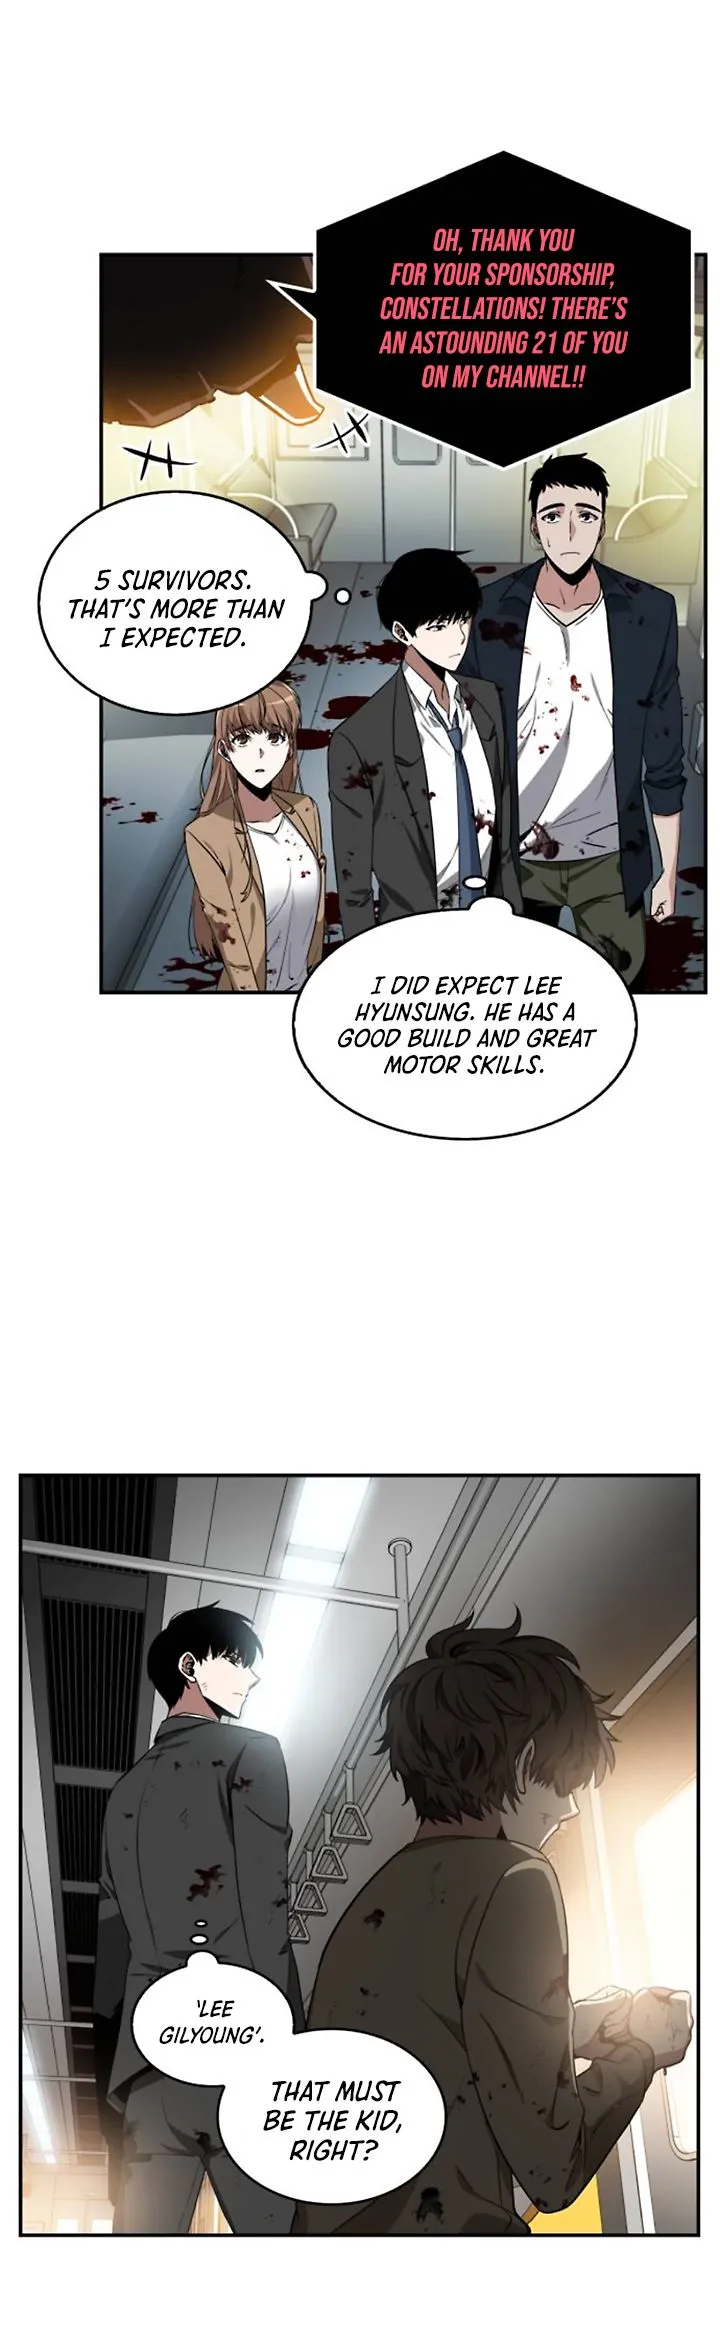 OH, THANK YOU
FOR YOUR SPONSORSHIP,
CONSTELLATIONS! THERE'S
AN ASTOUNDING 21 OF YOU
ON MY CHANNEL!!
5 SURVIVORS.
THAT'S MORE THAN
I EXPECTED.
I DID EXPECT LEE
HYUNSUNG. HE HAS A
GOOD BUILD AND GREAT
MOTOR SKILLS.
'LEE
GILYOUNG'.
THAT MUST
BE THE KID,
RIGHT?